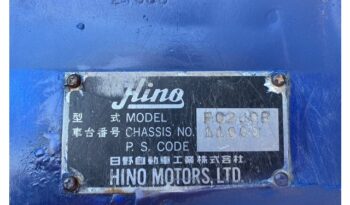 Hino
型 式 MODEL
車台番号 CHASSIS NO.
P. S. CODE
日野自動車工業株式会社
HINO MOTORS, LTD.